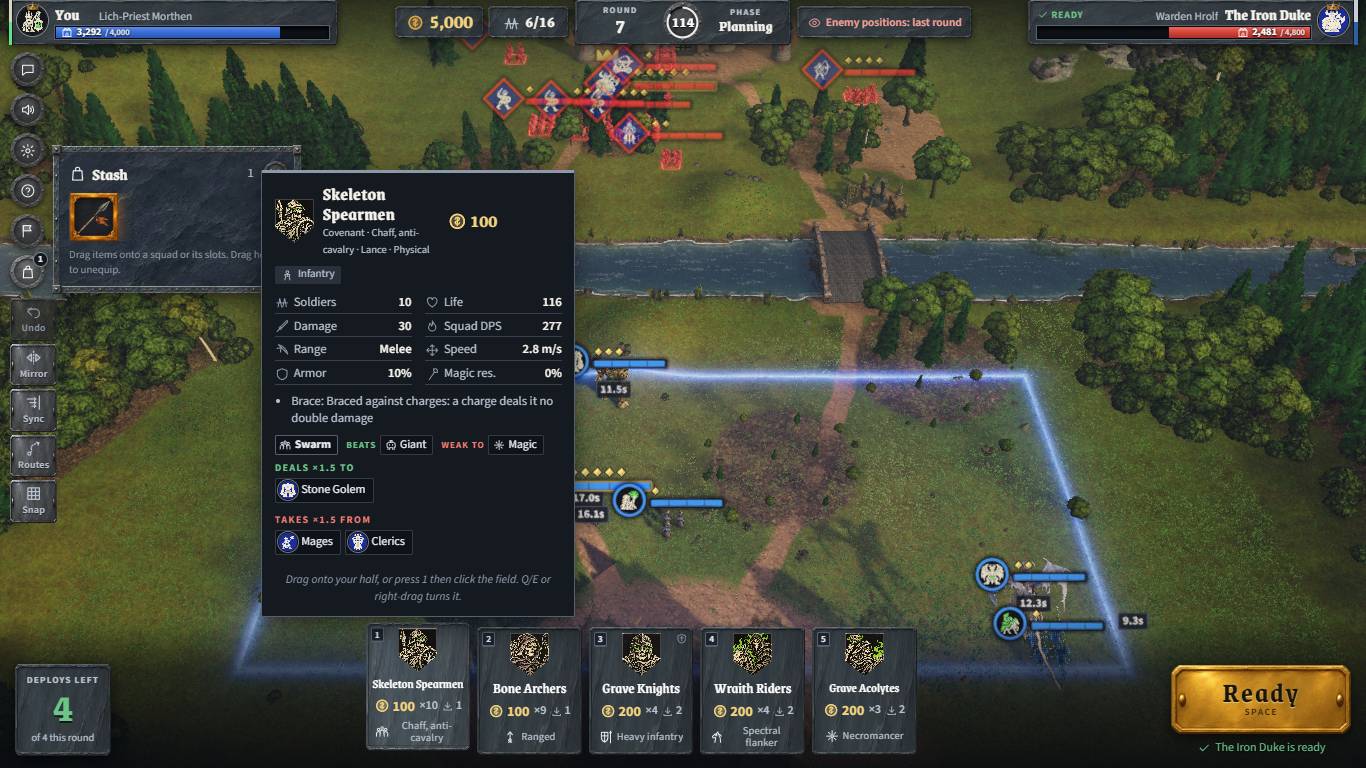 You Lich-Priest Morthen
3,292 / 4,000
5,000
6/16
ROUND
7
114
PHASE
Planning
Enemy positions: last round
READY
Warden Hrolf The Iron Duke
2,481 / 4,800
Stash 1
Drag items onto a squad or its slots. Drag h
to unequip.
1
Undo
Mirror
Sync
Routes
Snap
Skeleton
Spearmen
100
Covenant · Chaff, anti-
cavalry · Lance · Physical
Infantry
Soldiers 10 Life 116
Damage 30 Squad DPS 277
Range Melee Speed 2.8 m/s
Armor 10% Magic res. 0%
• Brace: Braced against charges: a charge deals it no
double damage
Swarm BEATS Giant WEAK TO Magic
DEALS ×1.5 TO
Stone Golem
TAKES ×1.5 FROM
Mages Clerics
Drag onto your half, or press 1 then click the field. Q/E or
right-drag turns it.
11.5s
17.0s
16.1s
12.3s
9.3s
DEPLOYS LEFT
4
of 4 this round
1
Skeleton Spearmen
100 ×10 1
Chaff, anti-
cavalry
2
Bone Archers
100 ×9 1
Ranged
3
Grave Knights
200 ×4 2
Heavy infantry
4
Wraith Riders
200 ×4 2
Spectral
flanker
5
Grave Acolytes
200 ×3 2
Necromancer
Ready
SPACE
The Iron Duke is ready